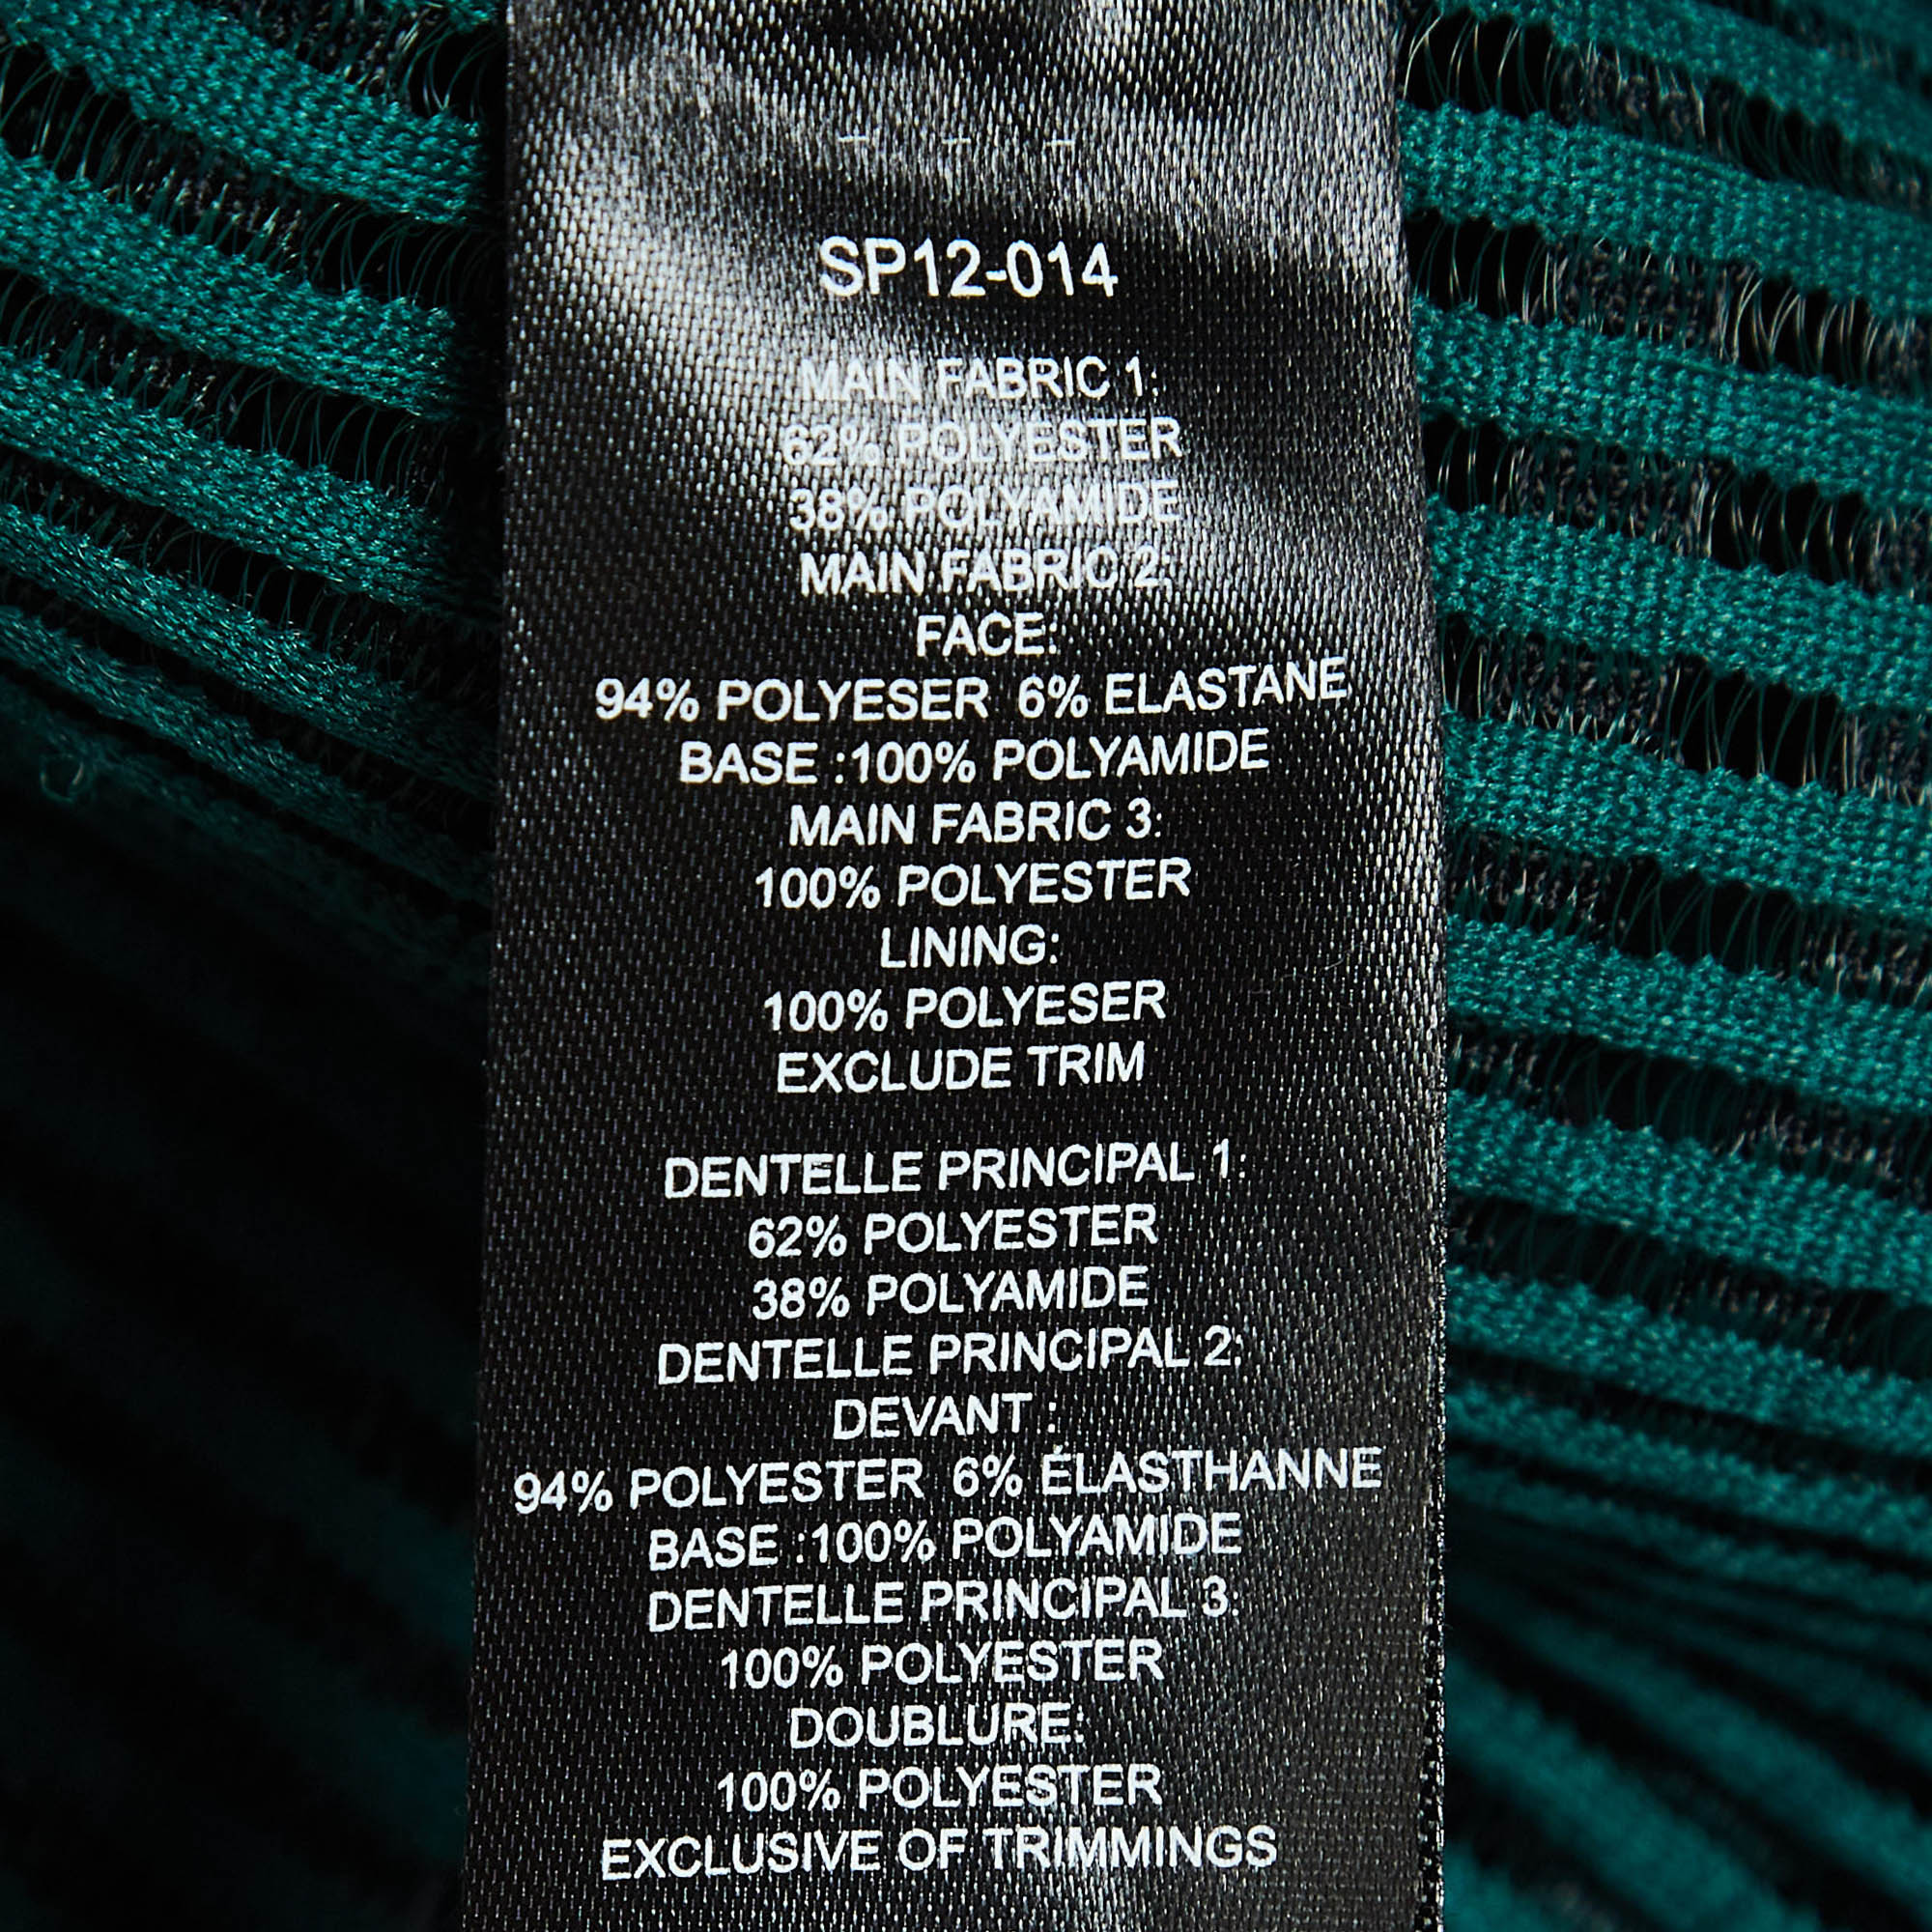 SP12-014
MAIN FABRIC 1:
62% POLYESTER
38% POLYAMIDE
MAIN FABRIC 2:
FACE:
94% POLYESER 6% ELASTANE
BASE :100% POLYAMIDE
MAIN FABRIC 3:
100% POLYESTER
LINING:
100% POLYESER
EXCLUDE TRIM
DENTELLE PRINCIPAL 1:
62% POLYESTER
38% POLYAMIDE
DENTELLE PRINCIPAL 2:
DEVANT :
94% POLYESTER 6% ÉLASTHANNE
BASE :100% POLYAMIDE
DENTELLE PRINCIPAL 3:
100% POLYESTER
DOUBLURE:
100% POLYESTER
EXCLUSIVE OF TRIMMINGS